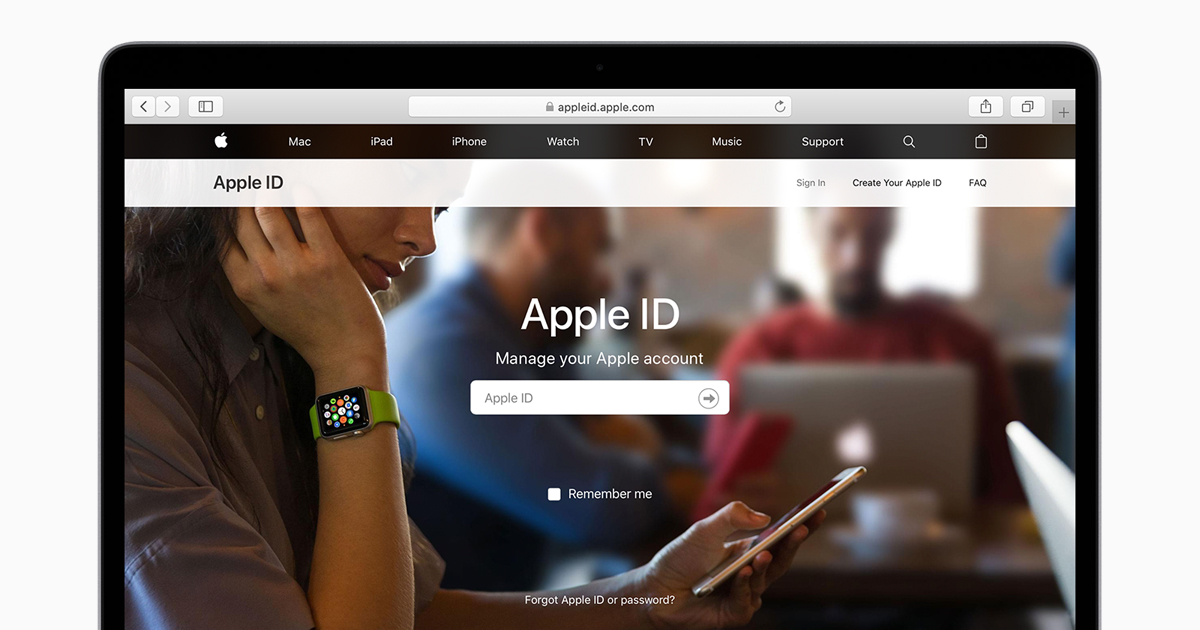 appleid.apple.com
Mac iPad iPhone Watch TV Music Support
Apple ID Sign In Create Your Apple ID FAQ
Apple ID
Manage your Apple account
Apple ID
Remember me
Forgot Apple ID or password?